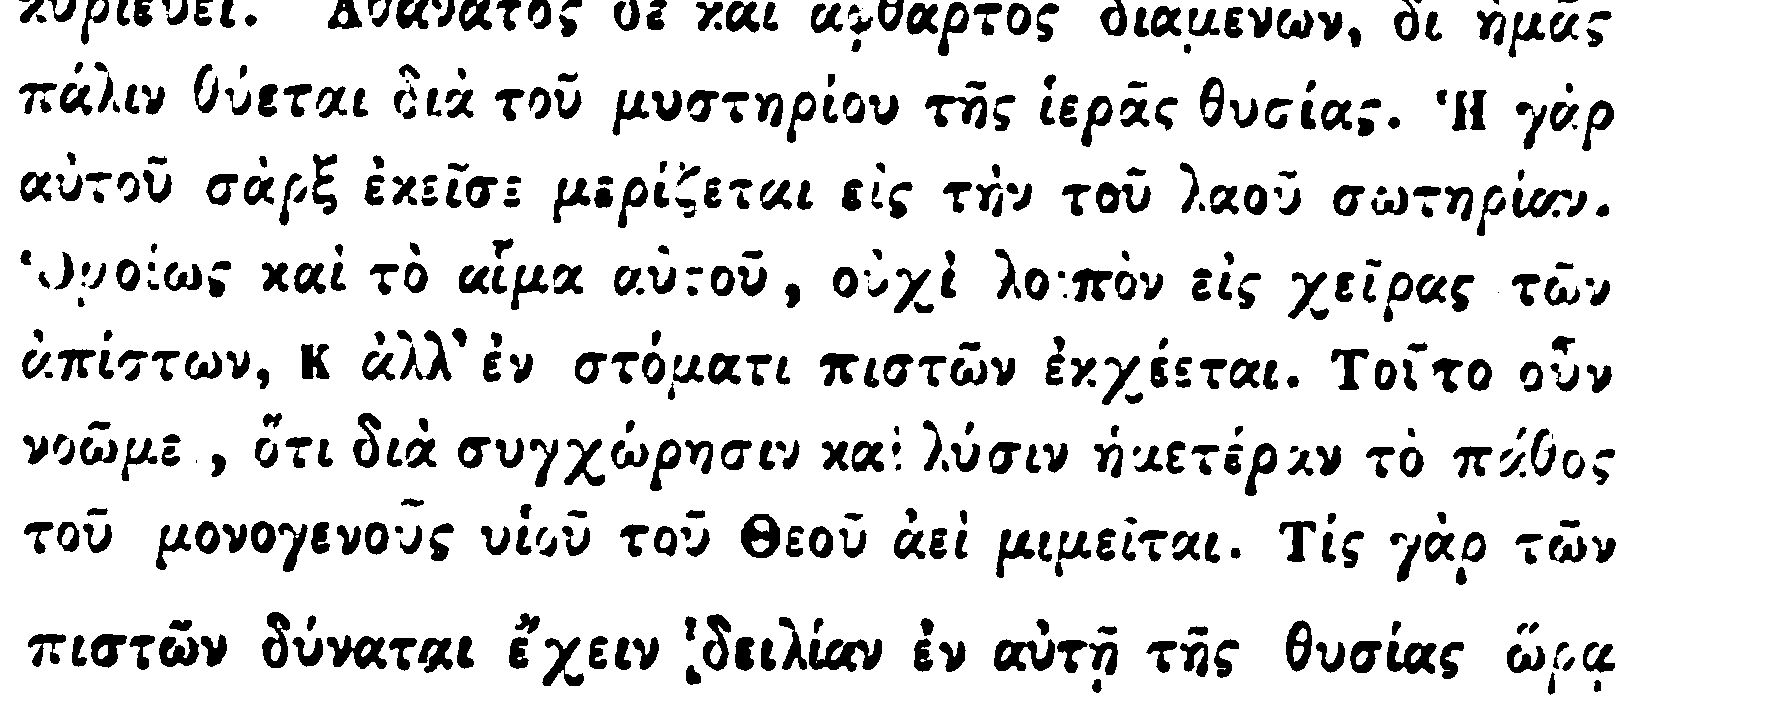 κυριεύει. Ἀθάνατος δὲ καὶ ἄφθαρτος διαμένων, δι ἡμᾶς
πάλιν θύεται διὰ τοῦ μυστηρίου τῆς ἱερᾶς θυσίας. Ἡ γὰρ
αὐτοῦ σὰρξ ἐκεῖσε μερίζεται εἰς τὴν τοῦ λαοῦ σωτηρίαν.
Ὁμοίως καὶ τὸ αἷμα αὐτοῦ, οὐχὶ λοιπὸν εἰς χεῖρας τῶν
ἀπίστων, Κ ἀλλ' ἐν στόματι πιστῶν ἐκχέεται. Τοῦτο οὖν
νοῶμεν, ὅτι διὰ συγχώρησιν καὶ λύσιν ἡμετέραν τὸ πάθος
τοῦ μονογενοῦς υἱοῦ τοῦ Θεοῦ ἀεὶ μιμεῖται. Τίς γὰρ τῶν
πιστῶν δύναται ἔχειν δειλίαν ἐν αὐτῇ τῆς θυσίας ὥρᾳ